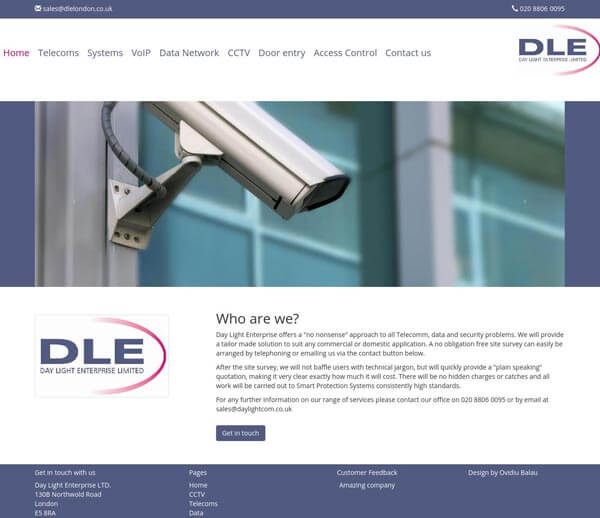 sales@dlelondon.co.uk
020 8806 0095
Home Telecoms Systems VoIP Data Network CCTV Door entry Access Control Contact us
DLE
DAY LIGHT ENTERPRISE LIMITED
DLE
DAY LIGHT ENTERPRISE LIMITED
Who are we?
Day Light Enterprise offers a "no nonsense" approach to all Telecomm, data and security problems. We will provide
a tailor made solution to suit any commercial or domestic application. A no obligation free site survey can easily be
arranged by telephoning or emailing us via the contact button below.
After the site survey, we will not baffle users with technical jargon, but will quickly provide a "plain speaking"
quotation, making it very clear exactly how much it will cost. There will be no hidden charges or catches and all
work will be carried out to Smart Protection Systems consistently high standards.
For any further information on our range of services please contact our office on 020 8806 0095 or by email at
sales@daylightcom.co.uk
Get in touch
Get in touch with us
Day Light Enterprise LTD.
130B Northwold Road
London
E5 8RA
Pages
Home
CCTV
Telecoms
Data
Customer Feedback
Amazing company
Design by Ovidiu Balau